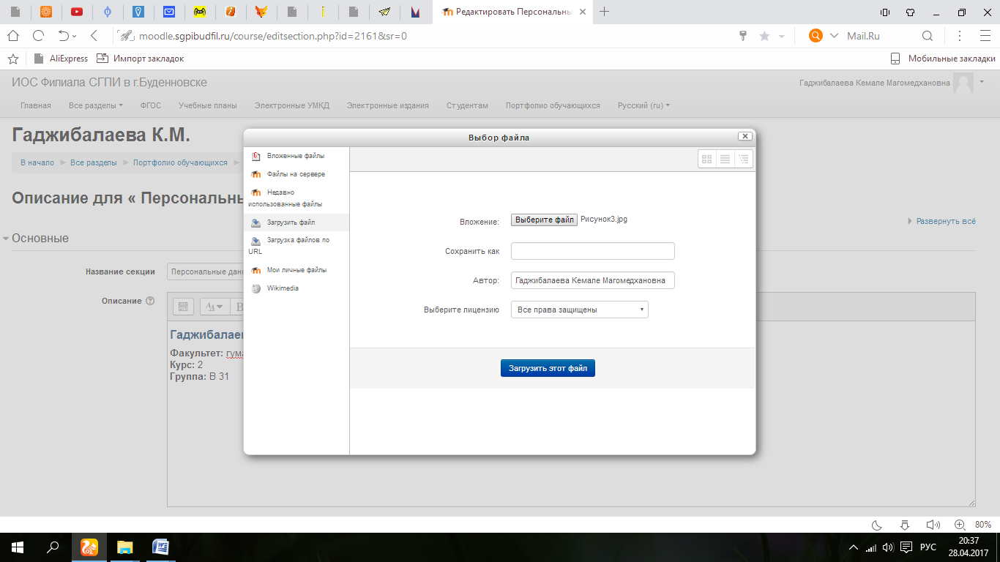 Редактировать Персональны
moodle.sgpibudfil.ru/course/editsection.php?id=2161&sr=0
Mail.Ru
AliExpress
Импорт закладок
Мобильные закладки
ИОС Филиала СГПИ в г.Буденновске
Гаджибалаева Кемале Магомедхановна
Главная Все разделы ФГОС Учебные планы Электронные УМКД Электронные издания Студентам Портфолио обучающихся Русский (ru)
Гаджибалаева К.М.
В начало Все разделы Портфолио обучающихся
Описание для « Персональны
Развернуть всё
Основные
Название секции
Персональные дан
Описание
B
Гаджибалае
Факультет: гума
Курс: 2
Группа: В 31
Выбор файла
Вложенные файлы
Файлы на сервере
Недавно
использованные файлы
Загрузить файл
Загрузка файлов по
URL
Мои личные файлы
Wikimedia
Вложение: Выберите файл Рисунок3.jpg
Сохранить как
Автор: Гаджибалаева Кемале Магомедхановна
Выберите лицензию Все права защищены
Загрузить этот файл
80%
РУС
20:37
28.04.2017